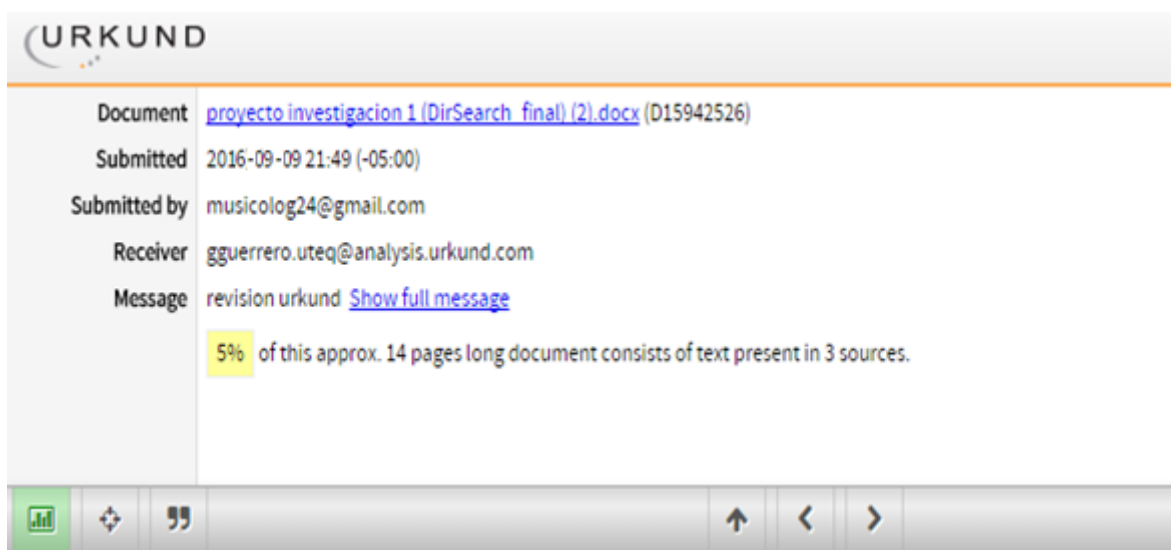 URKUND
Document proyecto investigacion 1 (DirSearch_final) (2).docx (D15942526)
Submitted 2016-09-09 21:49 (-05:00)
Submitted by musicolog24@gmail.com
Receiver gguerrero.uteq@analysis.urkund.com
Message revision urkund Show full message
5% of this approx. 14 pages long document consists of text present in 3 sources.